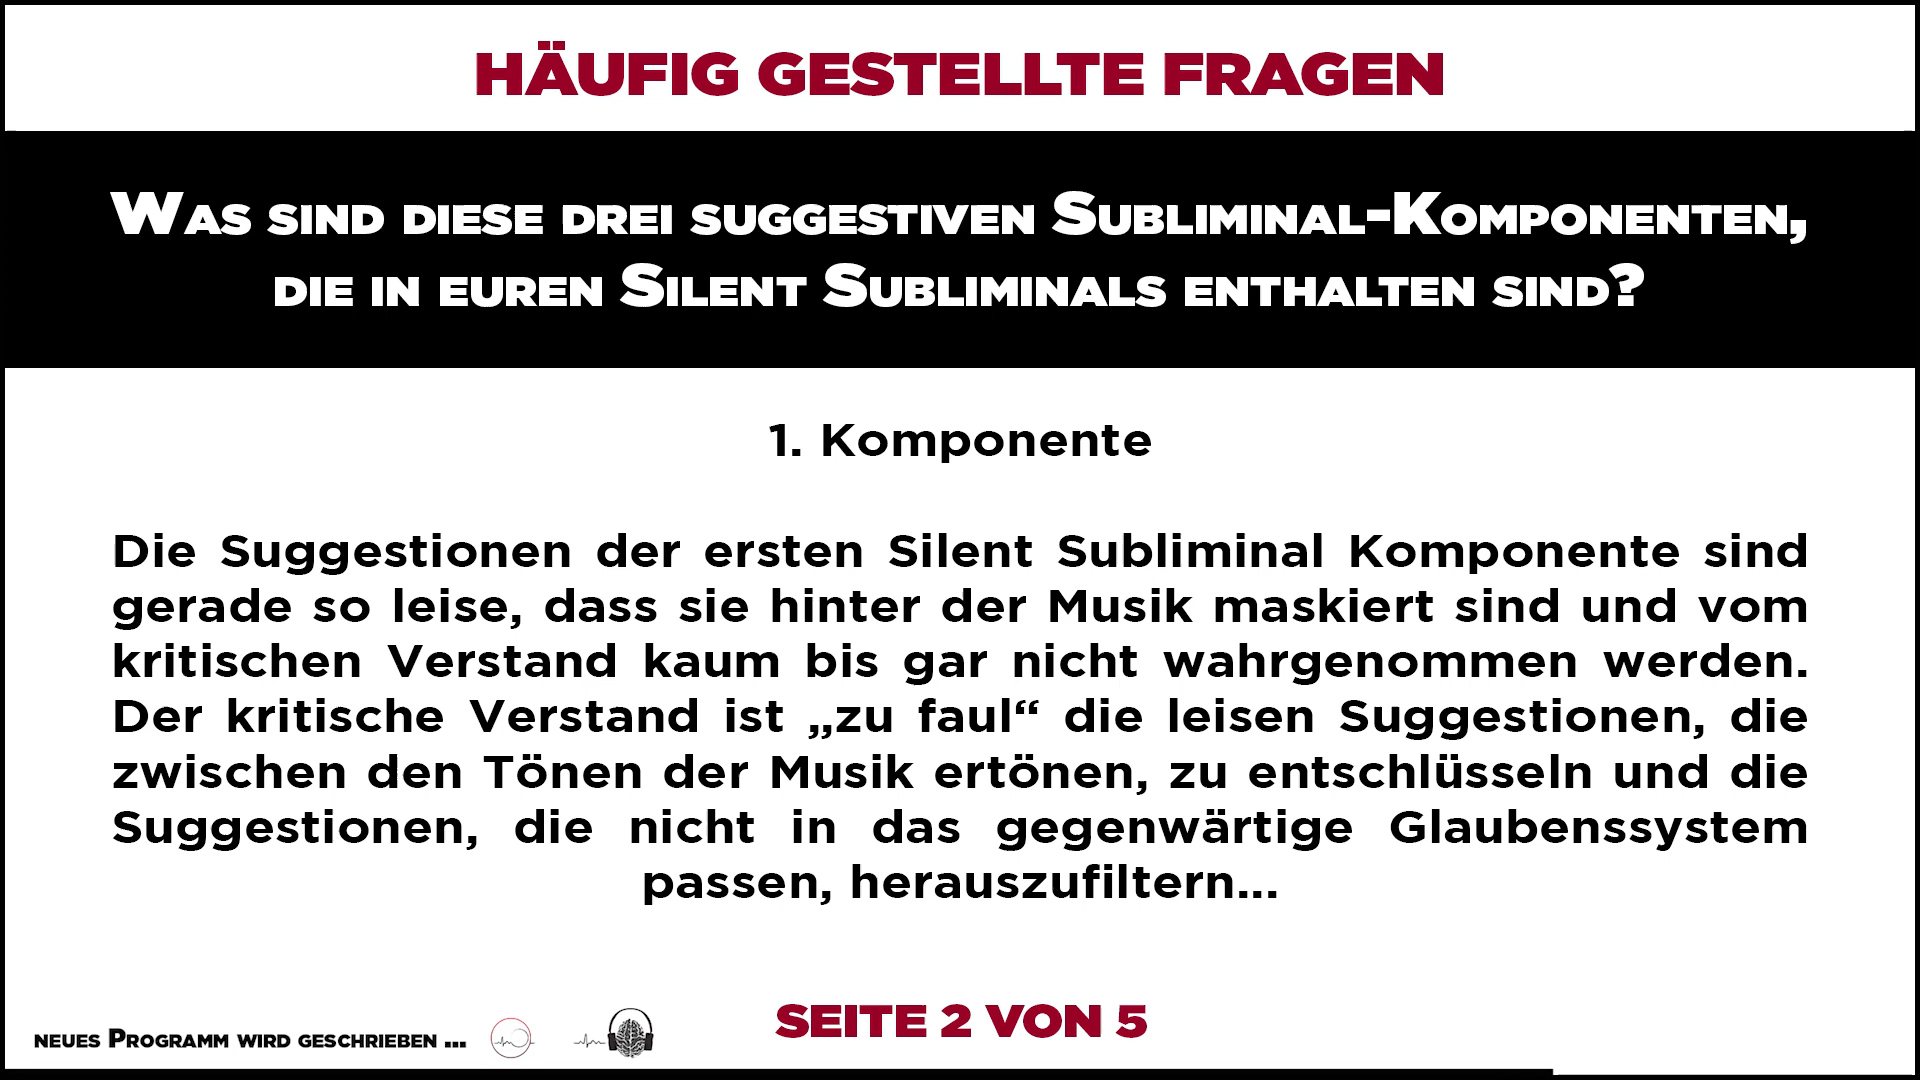 HÄUFIG GESTELLTE FRAGEN
Was sind diese drei suggestiven Subliminal-Komponenten,
die in euren Silent Subliminals enthalten sind?
1. Komponente
Die Suggestionen der ersten Silent Subliminal Komponente sind
gerade so leise, dass sie hinter der Musik maskiert sind und vom
kritischen Verstand kaum bis gar nicht wahrgenommen werden.
Der kritische Verstand ist „zu faul“ die leisen Suggestionen, die
zwischen den Tönen der Musik ertönen, zu entschlüsseln und die
Suggestionen, die nicht in das gegenwärtige Glaubenssystem
passen, herauszufiltern...
neues Programm wird geschrieben ...
SEITE 2 VON 5